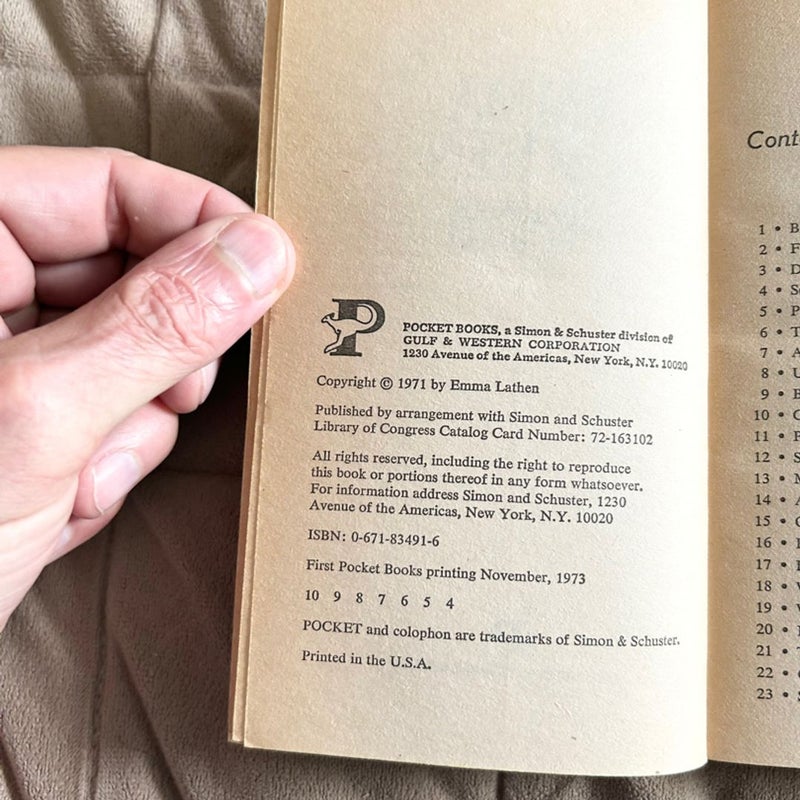 P
POCKET BOOKS, a Simon & Schuster division of
GULF & WESTERN CORPORATION
1230 Avenue of the Americas, New York, N.Y. 10020
Copyright © 1971 by Emma Lathen
Published by arrangement with Simon and Schuster
Library of Congress Catalog Card Number: 72-163102
All rights reserved, including the right to reproduce
this book or portions thereof in any form whatsoever.
For information address Simon and Schuster, 1230
Avenue of the Americas, New York, N.Y. 10020
ISBN: 0-671-83491-6
First Pocket Books printing November, 1973
10 9 8 7 6 5 4
POCKET and colophon are trademarks of Simon & Schuster.
Printed in the U.S.A.
1 •
2 •
3 •
4 •
5 •
6 •
7 •
8 •
9 •
10 •
11 •
12 •
13 •
14 •
15 •
16 •
17 •
18 •
19 •
20 •
21 •
22 •
23 •